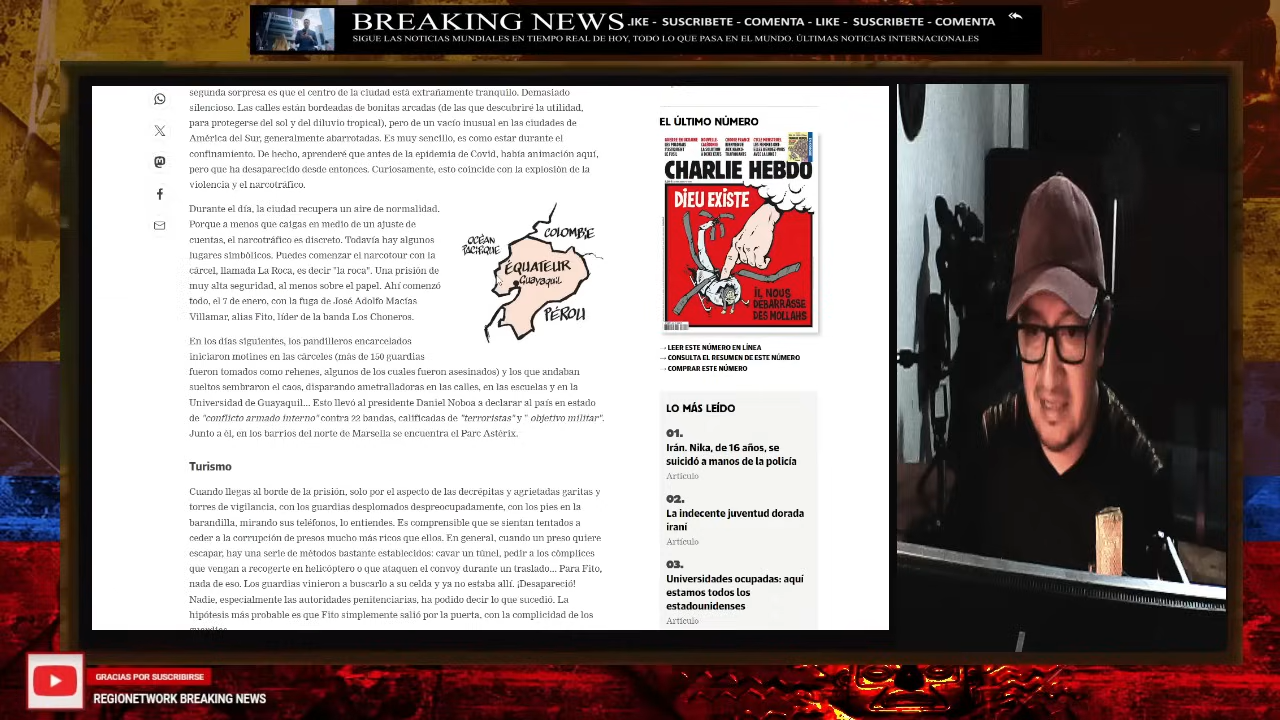 BREAKING NEWS
.IKE - SUSCRIBETE - COMENTA - LIKE - SUSCRIBETE - COMENTA
SIGUE LAS NOTICIAS MUNDIALES EN TIEMPO REAL DE HOY, TODO LO QUE PASA EN EL MUNDO. ÚLTIMAS NOTICIAS INTERNACIONALES
segunda sorpresa es que el centro de la ciudad está extrañamente tranquilo. Demasiado
silencioso. Las calles están bordeadas de bonitas arcadas (de las que descubriré la utilidad,
para protegerse del sol y del diluvio tropical), pero de un vacío inusual en las ciudades de
América del Sur, generalmente abarrotadas. Es muy sencillo, es como estar durante el
confinamiento. De hecho, aprenderé que antes de la epidemia de Covid, había animación aquí,
pero que ha desaparecido desde entonces. Curiosamente, esto coincide con la explosión de la
violencia y el narcotráfico.
Durante el día, la ciudad recupera un aire de normalidad.
Porque a menos que caigas en medio de un ajuste de
cuentas, el narcotráfico es discreto. Todavía hay algunos
lugares simbólicos. Puedes comenzar el narcotour con la
cárcel, llamada La Roca, es decir "la roca". Una prisión de
muy alta seguridad, al menos sobre el papel. Ahí comenzó
todo, el 7 de enero, con la fuga de José Adolfo Macías
Villamar, alias Fito, líder de la banda Los Choneros.
OCÉAN
PACIFIQUE
COLOMBIE
ÉQUATEUR
Guayaquil
PÉROU
En los días siguientes, los pandilleros encarcelados
iniciaron motines en las cárceles (más de 150 guardias
fueron tomados como rehenes, algunos de los cuales fueron asesinados) y los que andaban
sueltos sembraron el caos, disparando ametralladoras en las calles, en las escuelas y en la
Universidad de Guayaquil... Esto llevó al presidente Daniel Noboa a declarar al país en estado
de "conflicto armado interno" contra 22 bandas, calificadas de "terroristas" y " objetivo militar".
Junto a él, en los barrios del norte de Marsella se encuentra el Parc Astérix.
Turismo
Cuando llegas al borde de la prisión, solo por el aspecto de las decrépitas y agrietadas garitas y
torres de vigilancia, con los guardias desplomados despreocupadamente, con los pies en la
barandilla, mirando sus teléfonos, lo entiendes. Es comprensible que se sientan tentados a
ceder a la corrupción de presos mucho más ricos que ellos. En general, cuando un preso quiere
escapar, hay una serie de métodos bastante establecidos: cavar un túnel, pedir a los cómplices
que vengan a recogerte en helicóptero o que ataquen el convoy durante un traslado... Para Fito,
nada de eso. Los guardias vinieron a buscarlo a su celda y ya no estaba allí. ¡Desapareció!
Nadie, especialmente las autoridades penitenciarias, ha podido decir lo que sucedió. La
hipótesis más probable es que Fito simplemente salió por la puerta, con la complicidad de los
EL ÚLTIMO NÚMERO
CHARLIE HEBDO
DIEU EXISTE
IL NOUS
DÉBARRASSE
DES MOLLAHS
→ LEER ESTE NÚMERO EN LÍNEA
→ CONSULTA EL RESUMEN DE ESTE NÚMERO
→ COMPRAR ESTE NÚMERO
LO MÁS LEÍDO
01.
Irán. Nika, de 16 años, se
suicidó a manos de la policía
Artículo
02.
La indecente juventud dorada
iraní
Artículo
03.
Universidades ocupadas: aquí
estamos todos los
estadounidenses
Artículo
GRACIAS POR SUSCRIBIRSE
REGIONETWORK BREAKING NEWS